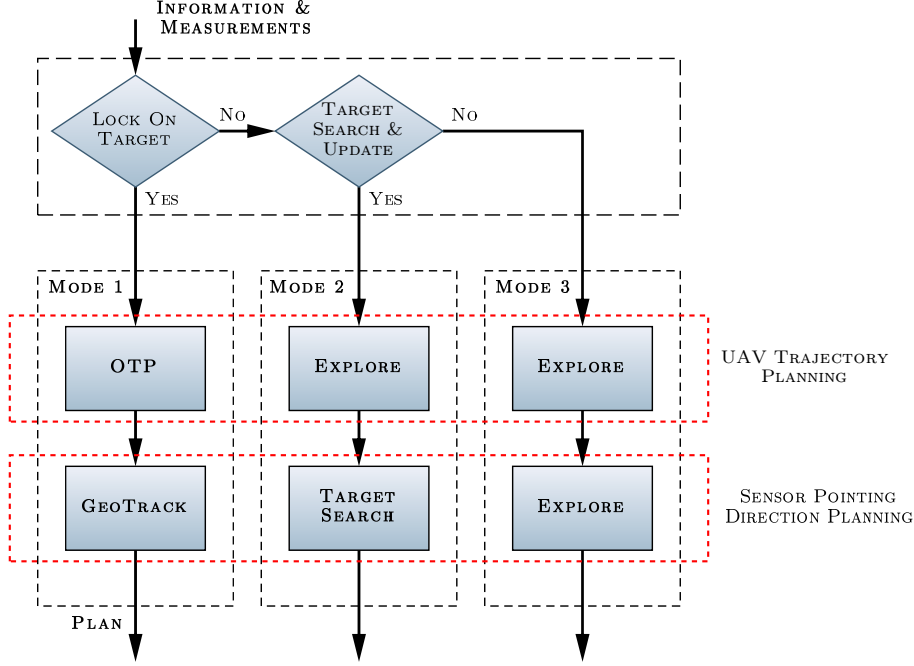 Information &
Measurements
Lock On
Target
No
Target
Search &
Update
No
Yes
Yes
Mode 1
Mode 2
Mode 3
OTP
Explore
Explore
UAV Trajectory
Planning
GeoTrack
Target
Search
Explore
Sensor Pointing
Direction Planning
Plan